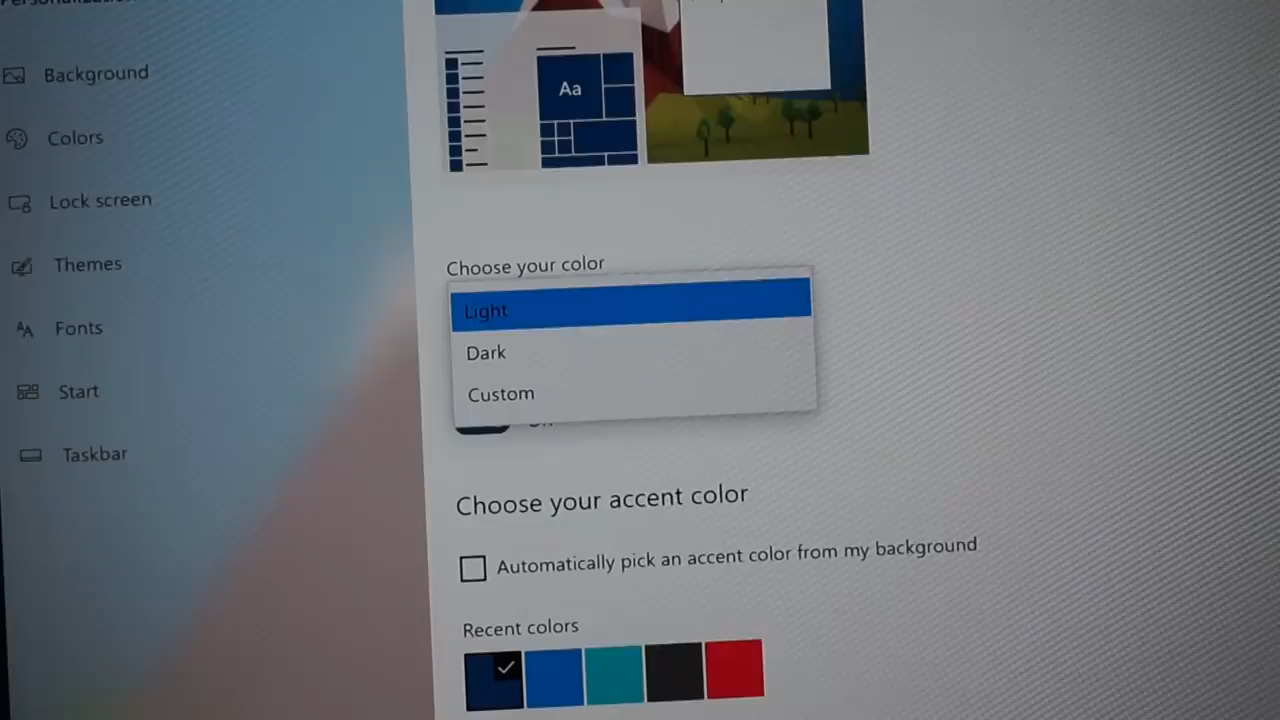 Background
Colors
Lock screen
Themes
Fonts
Start
Taskbar
Aa
Choose your color
Light
Dark
Custom
Choose your accent color
Automatically pick an accent color from my background
Recent colors